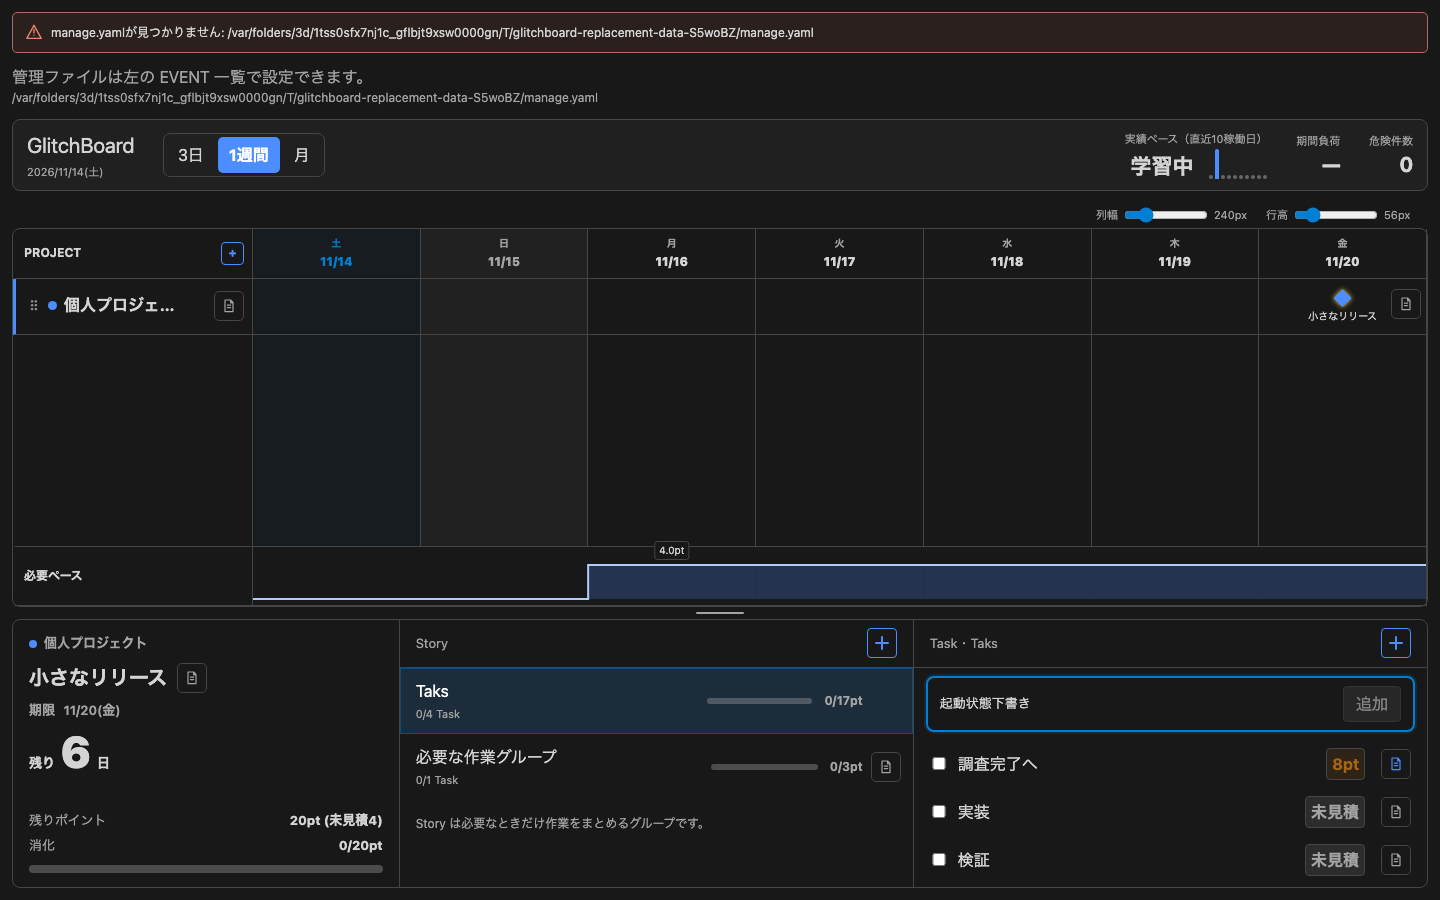 manage.yamlが見つかりません: /var/folders/3d/1tss0sfx7nj1c_gflbjt9xsw0000gn/T/glitchboard-replacement-data-S5woBZ/manage.yaml
管理ファイルは左の EVENT 一覧で設定できます。
/var/folders/3d/1tss0sfx7nj1c_gflbjt9xsw0000gn/T/glitchboard-replacement-data-S5woBZ/manage.yaml
GlitchBoard
2026/11/14(土)
3日 1週間 月
実績ペース（直近10稼働日） 期間負荷 危険件数
学習中 — 0
列幅 240px 行高 56px
PROJECT + 土 日 月 火 水 木 金
11/14 11/15 11/16 11/17 11/18 11/19 11/20
個人プロジェ...
小さなリリース
4.0pt
必要ペース
個人プロジェクト
小さなリリース
期限 11/20(金)
残り 6 日
残りポイント 20pt (未見積4)
消化 0/20pt
Story +
Taks 0/17pt
0/4 Task
必要な作業グループ 0/3pt
0/1 Task
Story は必要なときだけ作業をまとめるグループです。
Task・Taks +
起動状態下書き 追加
調査完了へ 8pt
実装 未見積
検証 未見積